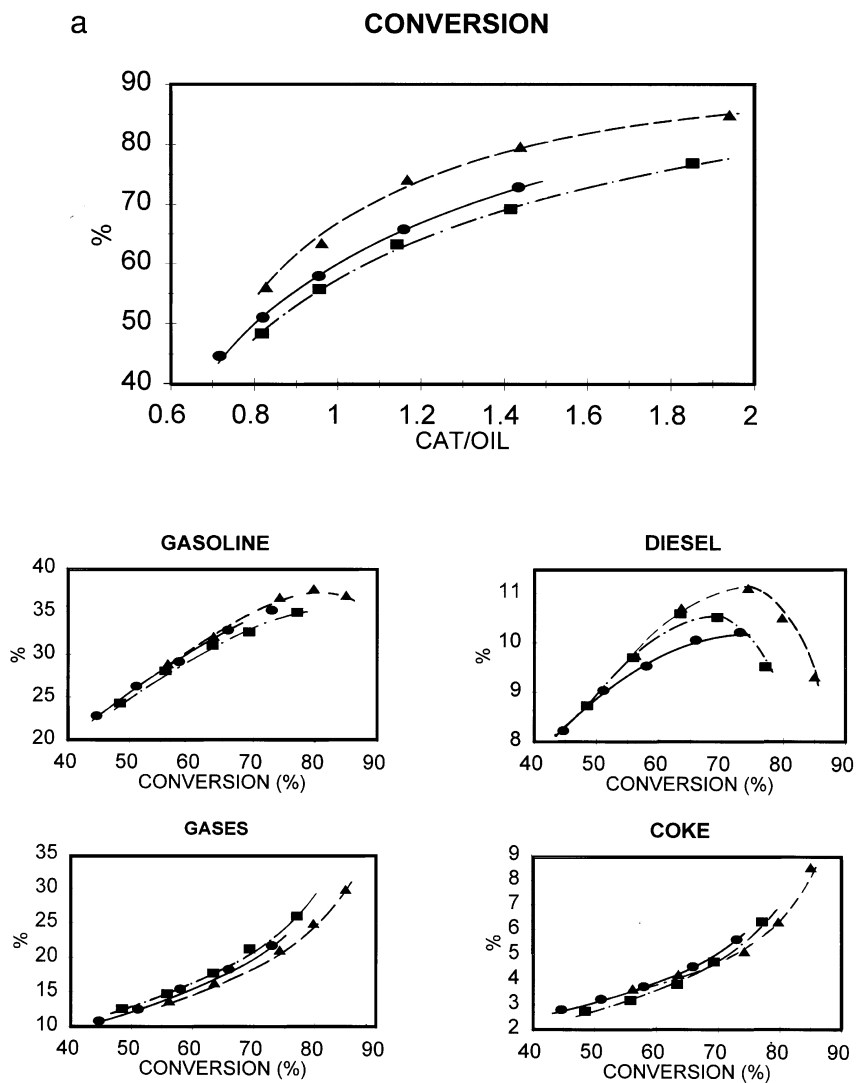 a
CONVERSION
90
80
70
60
50
40
%
0.6 0.8 1 1.2 1.4 1.6 1.8 2
CAT/OIL
GASOLINE
40
35
30
25
20
%
40 50 60 70 80 90
CONVERSION (%)
DIESEL
11
10
9
8
%
40 50 60 70 80 90
CONVERSION (%)
GASES
35
30
25
20
15
10
%
40 50 60 70 80 90
CONVERSION (%)
COKE
9
8
7
6
5
4
3
2
%
40 50 60 70 80 90
CONVERSION (%)